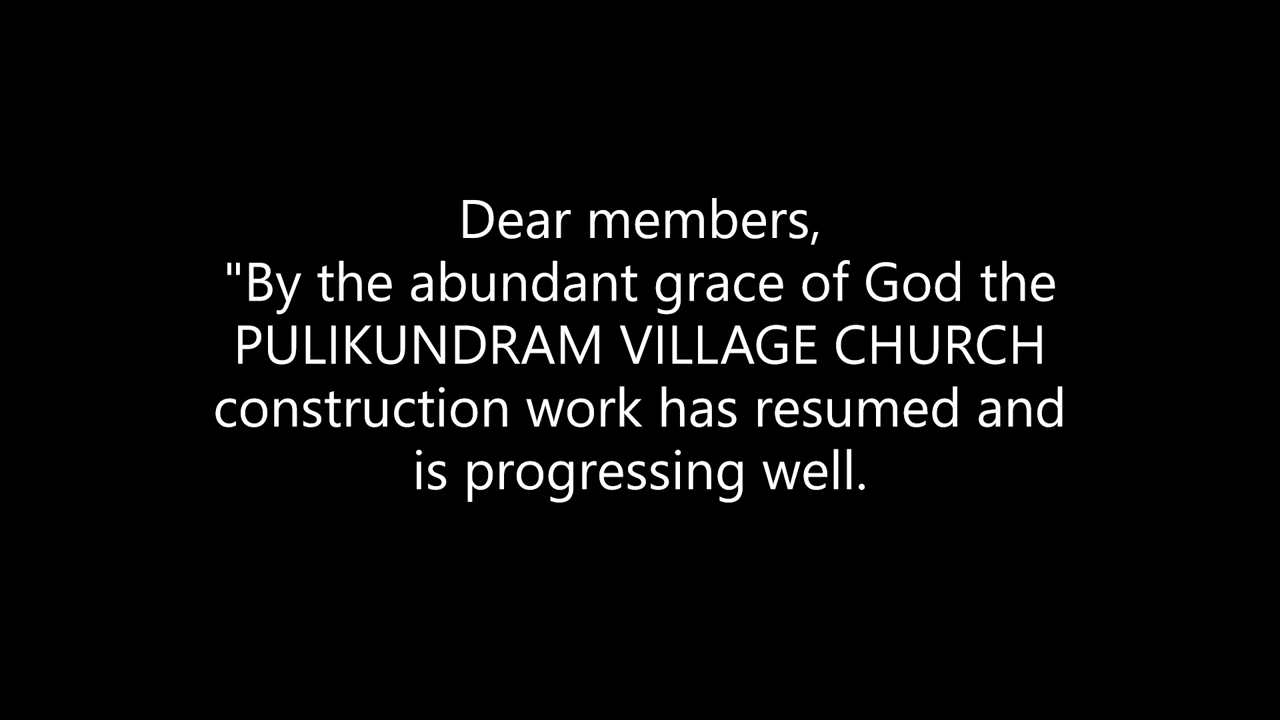 Dear members,
"By the abundant grace of God the
PULIKUNDRAM VILLAGE CHURCH
construction work has resumed and
is progressing well.